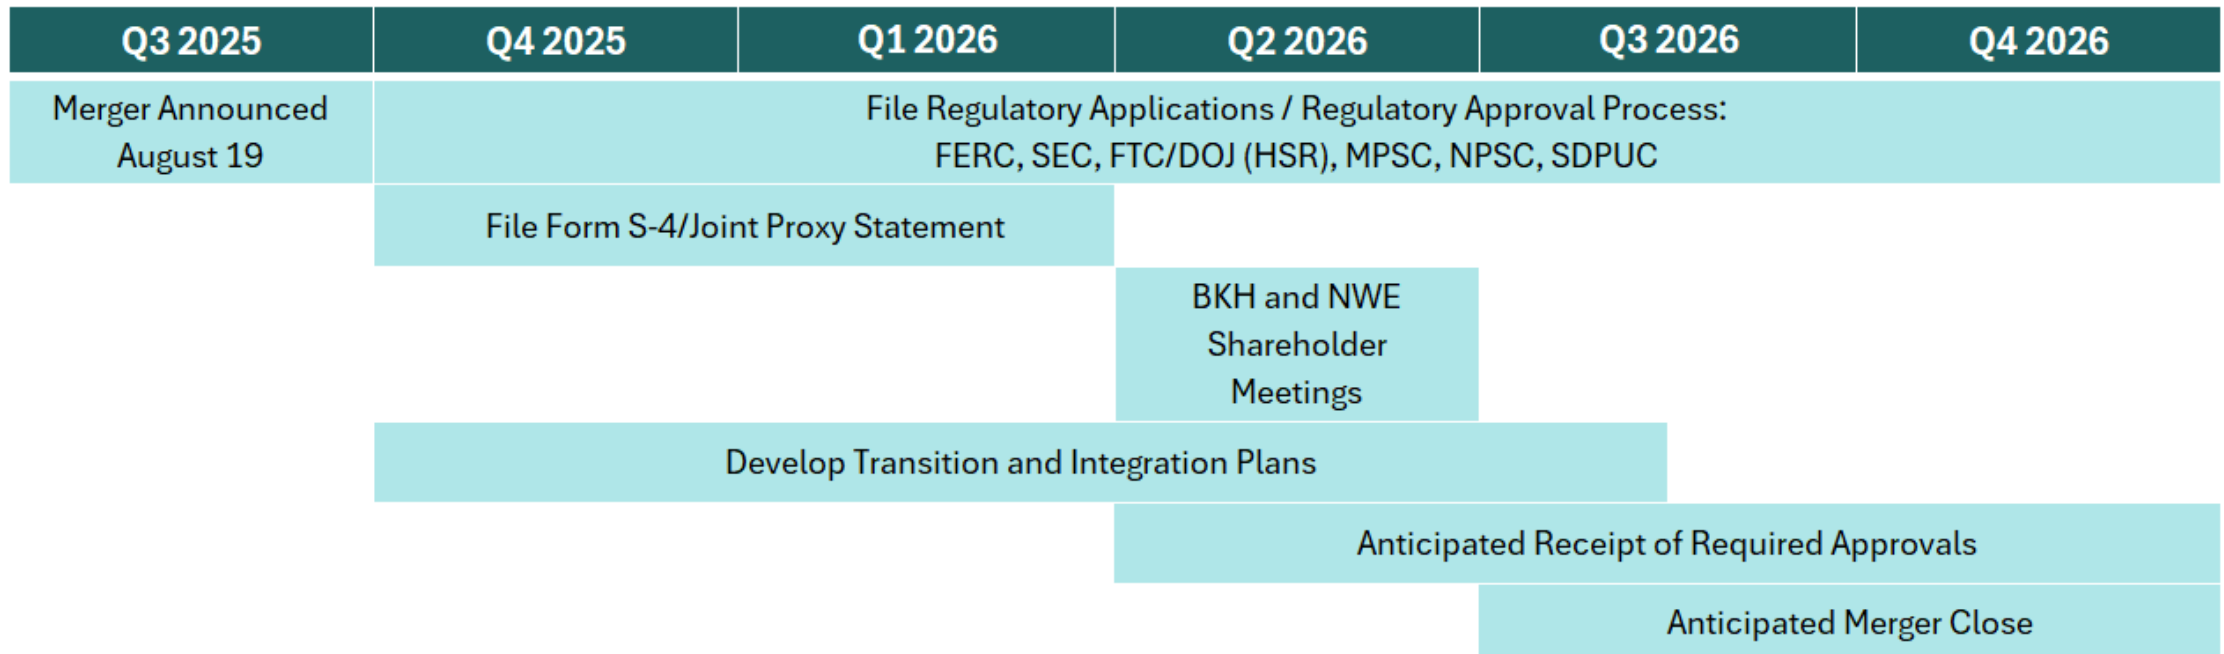 Q3 2025
Q4 2025
Q1 2026
Q2 2026
Q3 2026
Q4 2026
Merger Announced
August 19
File Regulatory Applications / Regulatory Approval Process:
FERC, SEC, FTC/DOJ (HSR), MPSC, NPSC, SDPUC
File Form S-4/Joint Proxy Statement
BKH and NWE
Shareholder
Meetings
Develop Transition and Integration Plans
Anticipated Receipt of Required Approvals
Anticipated Merger Close